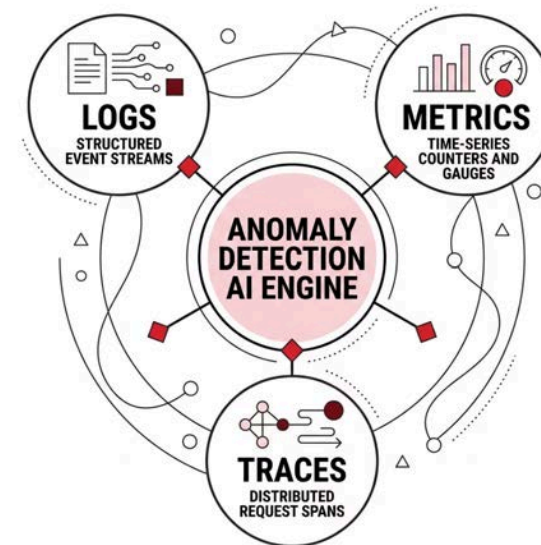 LOGS
STRUCTURED
EVENT STREAMS
METRICS
TIME-SERIES
COUNTERS AND
GAUGES
ANOMALY
DETECTION
AI ENGINE
TRACES
DISTRIBUTED
REQUEST SPANS